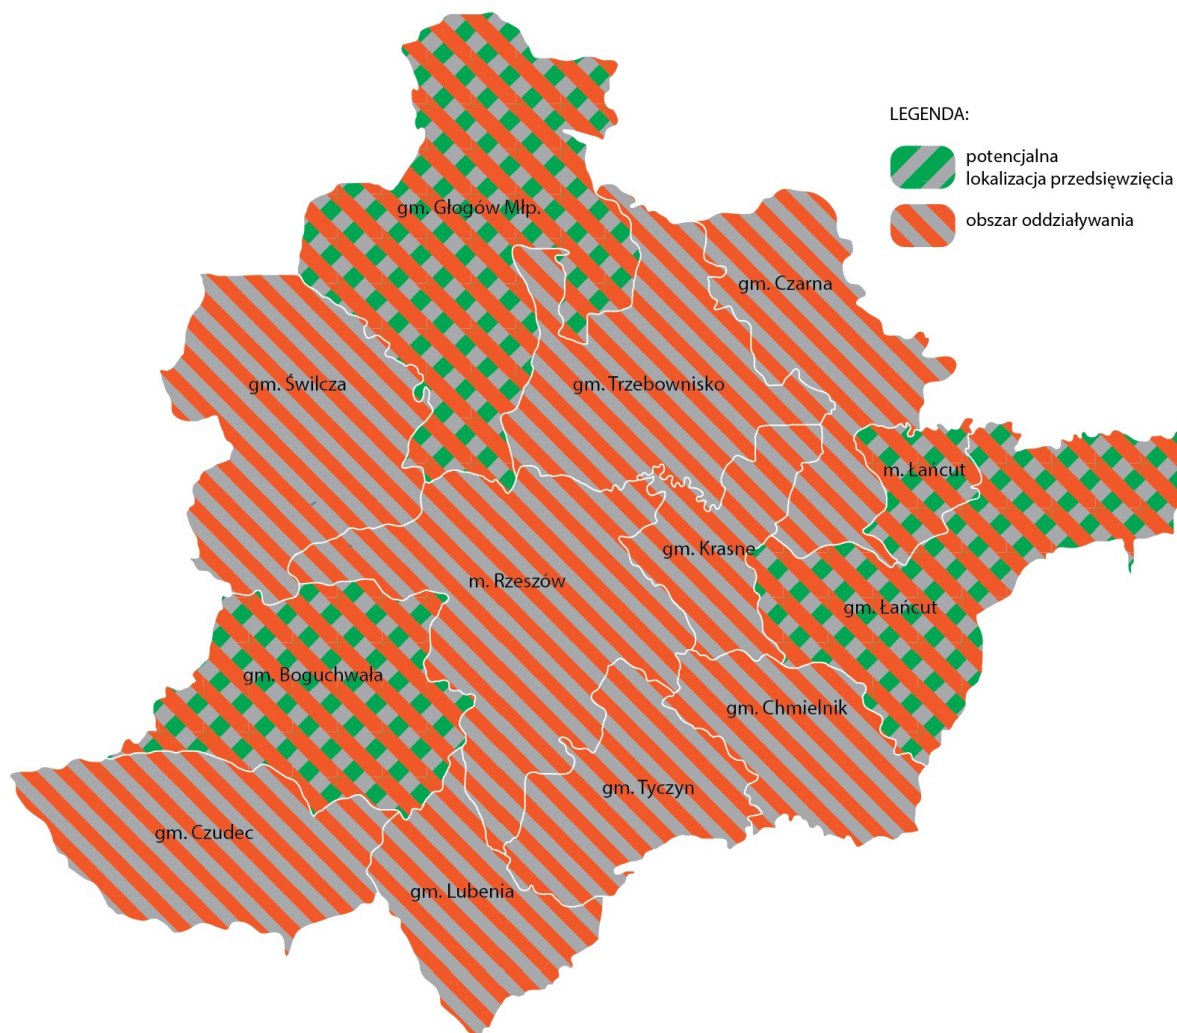 LEGENDA:
potencjalna
lokalizacja przedsięwzięcia
obszar oddziaływania
gm. Głogów Młp.
gm. Czarna
gm. Świlcza
gm. Trzebownisko
m. Łańcut
gm. Krasne
m. Rzeszów
gm. Łańcut
gm. Boguchwała
gm. Chmielnik
gm. Tyczyn
gm. Czudec
gm. Lubenia